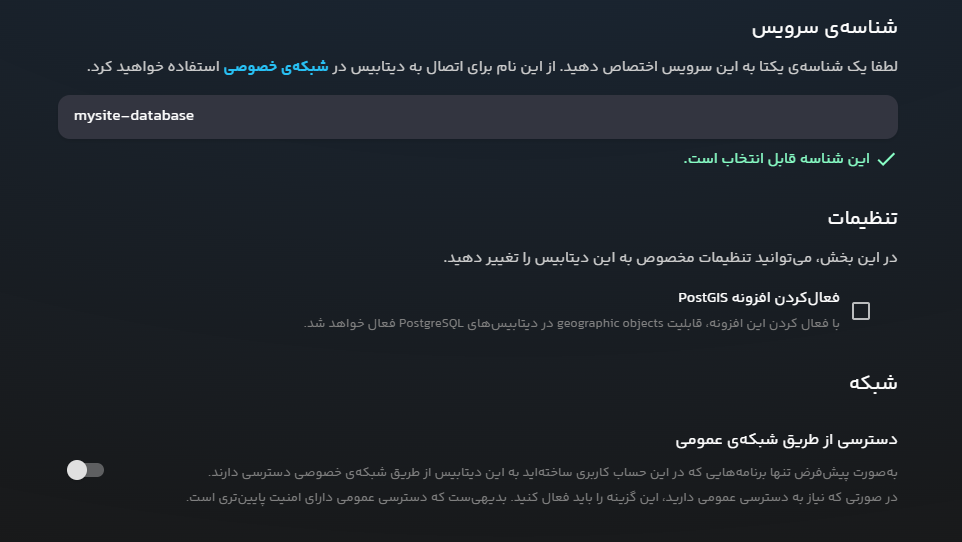 شناسه‌ی سرویس
لطفا یک شناسه‌ی یکتا به این سرویس اختصاص دهید. از این نام برای اتصال به دیتابیس در شبکه‌ی خصوصی استفاده خواهید کرد.
mysite-database
این شناسه قابل انتخاب است.
تنظیمات
در این بخش، می‌توانید تنظیمات مخصوص به این دیتابیس را تغییر دهید.
فعال‌کردن افزونه PostGIS
با فعال کردن این افزونه، قابلیت geographic objects در دیتابیس‌های PostgreSQL فعال خواهد شد.
شبکه
دسترسی از طریق شبکه‌ی عمومی
به‌صورت پیش‌فرض تنها برنامه‌هایی که در این حساب کاربری ساخته‌اید به این دیتابیس از طریق شبکه‌ی خصوصی دسترسی دارند.
در صورتی که نیاز به دسترسی عمومی دارید، این گزینه را باید فعال کنید. بدیهی‌ست که دسترسی عمومی دارای امنیت پایین‌تری است.